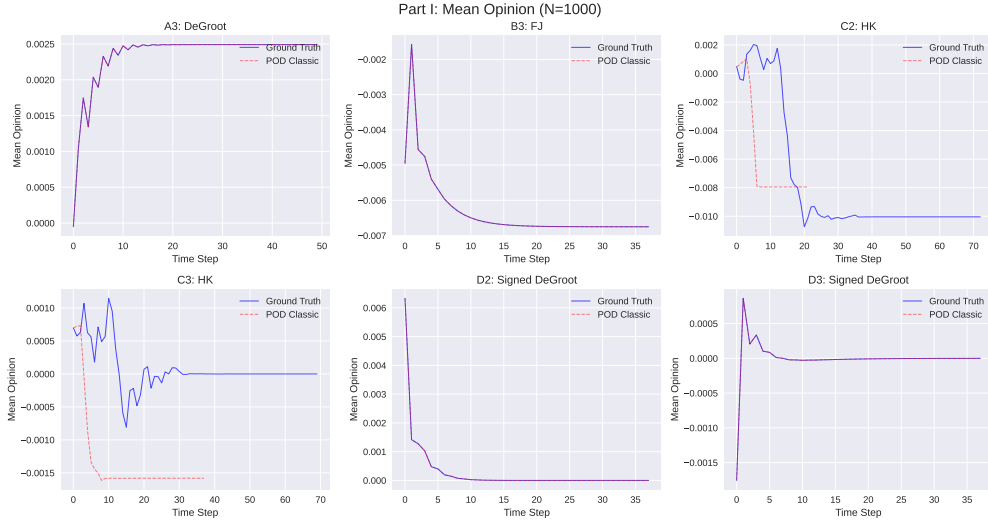 Part I: Mean Opinion (N=1000)
A3: DeGroot
Mean Opinion
0.0025
0.0020
0.0015
0.0010
0.0005
0.0000
Ground Truth
POD Classic
0 10 20 30 40 50
Time Step
B3: FJ
Mean Opinion
−0.002
−0.003
−0.004
−0.005
−0.006
−0.007
Ground Truth
POD Classic
0 5 10 15 20 25 30 35
Time Step
C2: HK
Mean Opinion
0.002
0.000
−0.002
−0.004
−0.006
−0.008
−0.010
Ground Truth
POD Classic
0 10 20 30 40 50 60 70
Time Step
C3: HK
Mean Opinion
0.0010
0.0005
0.0000
−0.0005
−0.0010
−0.0015
Ground Truth
POD Classic
0 10 20 30 40 50 60 70
Time Step
D2: Signed DeGroot
Mean Opinion
0.006
0.005
0.004
0.003
0.002
0.001
0.000
Ground Truth
POD Classic
0 5 10 15 20 25 30 35
Time Step
D3: Signed DeGroot
Mean Opinion
0.0005
0.0000
−0.0005
−0.0010
−0.0015
Ground Truth
POD Classic
0 5 10 15 20 25 30 35
Time Step